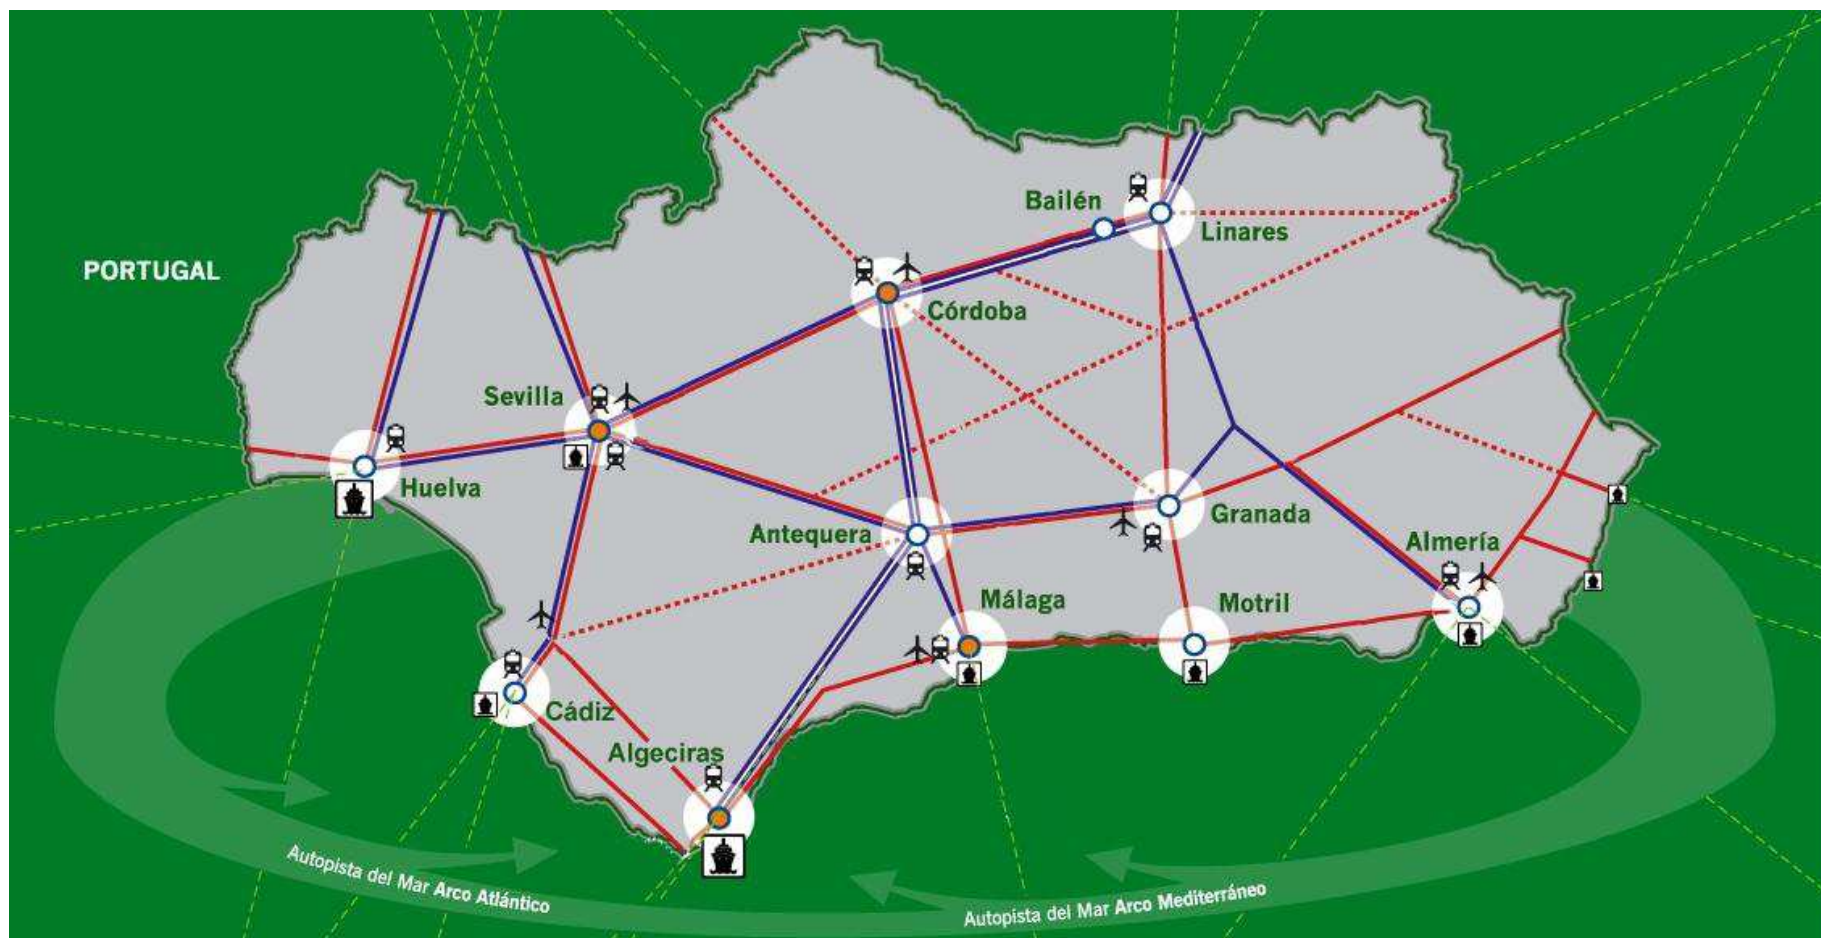 Bailén
Linares
PORTUGAL
Córdoba
Sevilla
Huelva
Granada
Antequera
Almería
Málaga
Motril
Cádiz
Algeciras
Autopista del Mar Arco Atlántico
Autopista del Mar Arco Mediterráneo